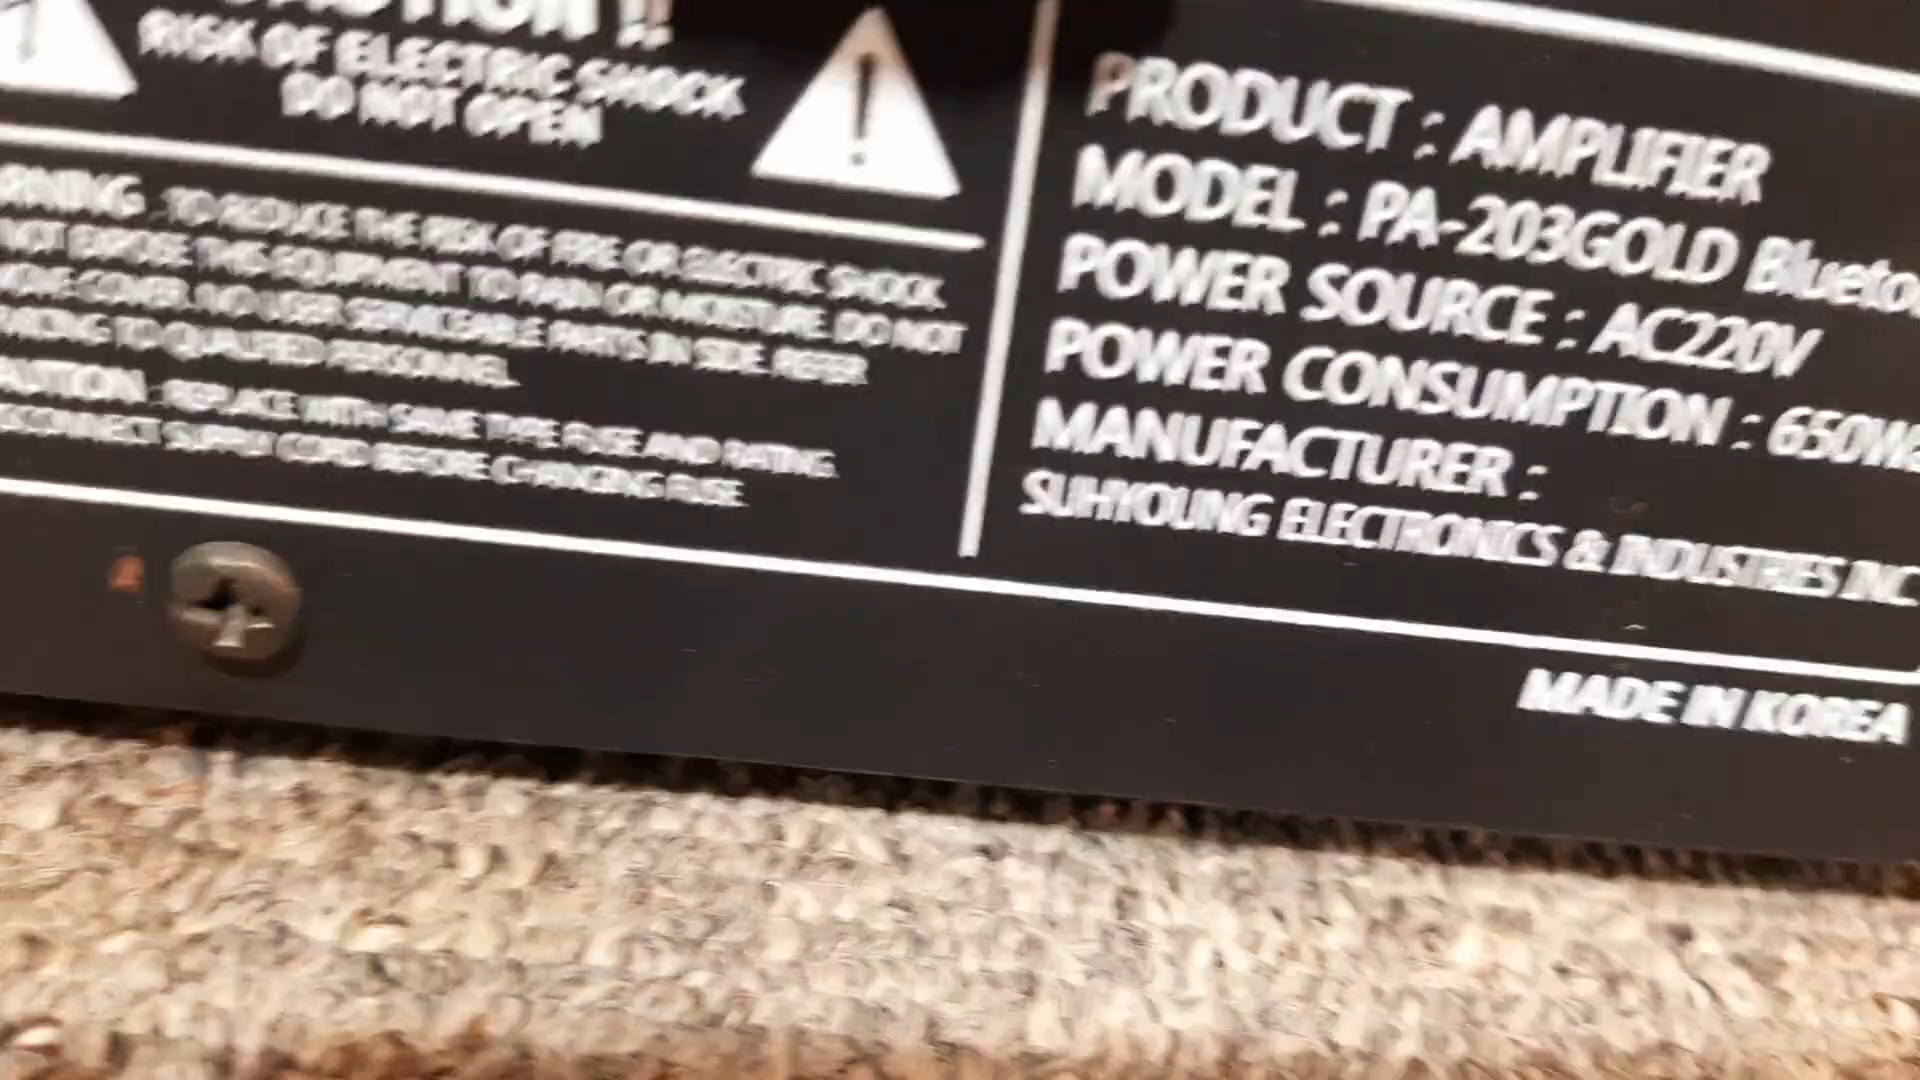 RISK OF ELECTRIC SHOCK
DO NOT OPEN
TO REDUCE THE RISK OF FIRE OR ELECTRIC SHOCK
NOT EXPOSE THIS EQUIPMENT TO RAIN OR MOISTURE. DO NOT
COVER. NO USER SERVICEABLE PARTS IN SIDE. REFER
TO QUALIFIED PERSONNEL.
REPLACE WITH SAME TYPE FUSE AND RATING.
SUPPLY CORD BEFORE CHANGING FUSE.
PRODUCT : AMPLIFIER
MODEL : PA-203GOLD Blueto
POWER SOURCE : AC220V
POWER CONSUMPTION : 650Wa
MANUFACTURER :
SUHYOUNG ELECTRONICS & INDUSTRIES INC
MADE IN KOREA